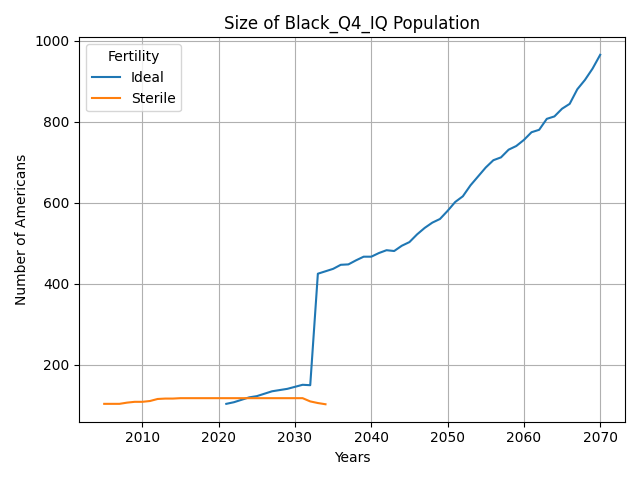 Size of Black_Q4_IQ Population
Fertility
Ideal
Sterile
1000
800
600
400
200
Number of Americans
2010 2020 2030 2040 2050 2060 2070
Years